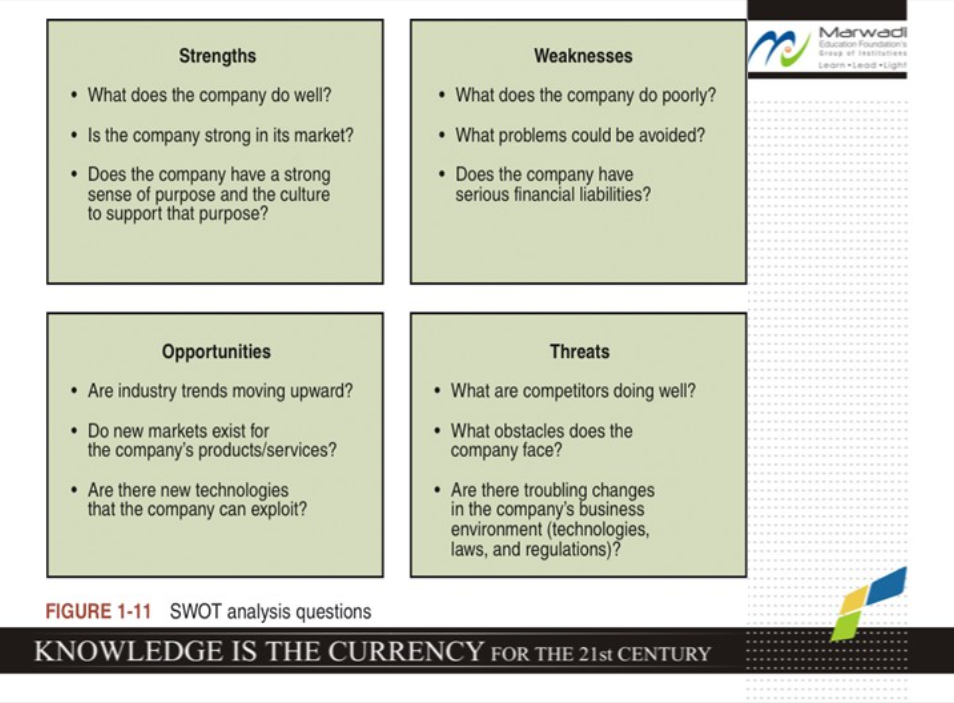 Marwadi
Education Foundation's
Group of Institutions
Learn • Lead • Light
Strengths
• What does the company do well?
• Is the company strong in its market?
• Does the company have a strong
sense of purpose and the culture
to support that purpose?
Weaknesses
• What does the company do poorly?
• What problems could be avoided?
• Does the company have
serious financial liabilities?
Opportunities
• Are industry trends moving upward?
• Do new markets exist for
the company's products/services?
• Are there new technologies
that the company can exploit?
Threats
• What are competitors doing well?
• What obstacles does the
company face?
• Are there troubling changes
in the company's business
environment (technologies,
laws, and regulations)?
FIGURE 1-11 SWOT analysis questions
KNOWLEDGE IS THE CURRENCY FOR THE 21st CENTURY